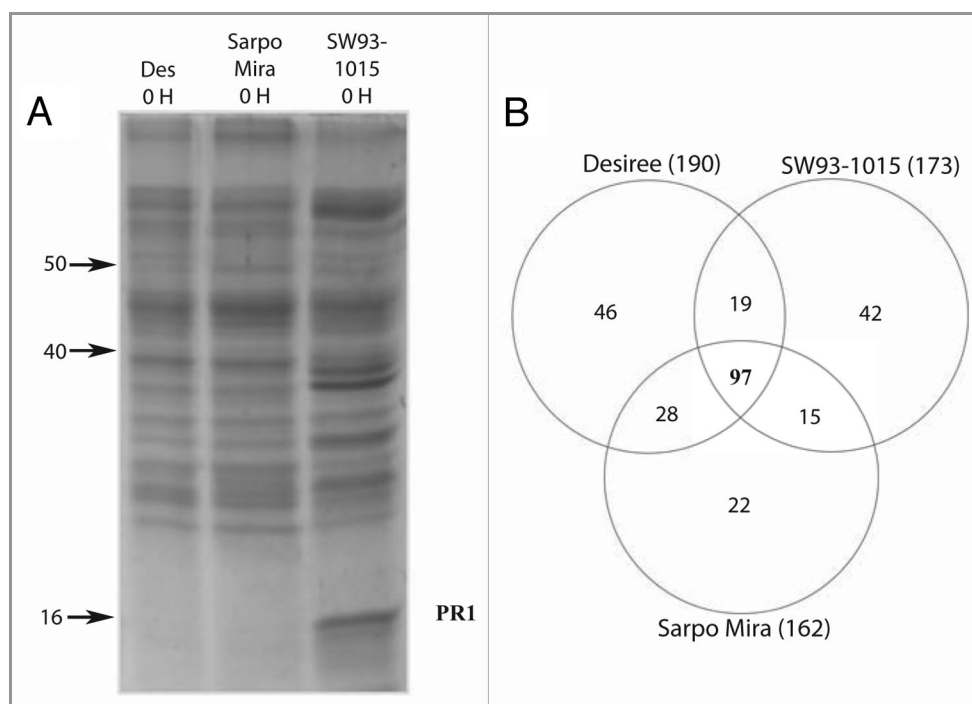 A
Des
0 H
Sarpo
Mira
0 H
SW93-
1015
0 H
50
40
16
PR1
B
Desiree (190)
SW93-1015 (173)
46
19
42
97
28
15
22
Sarpo Mira (162)